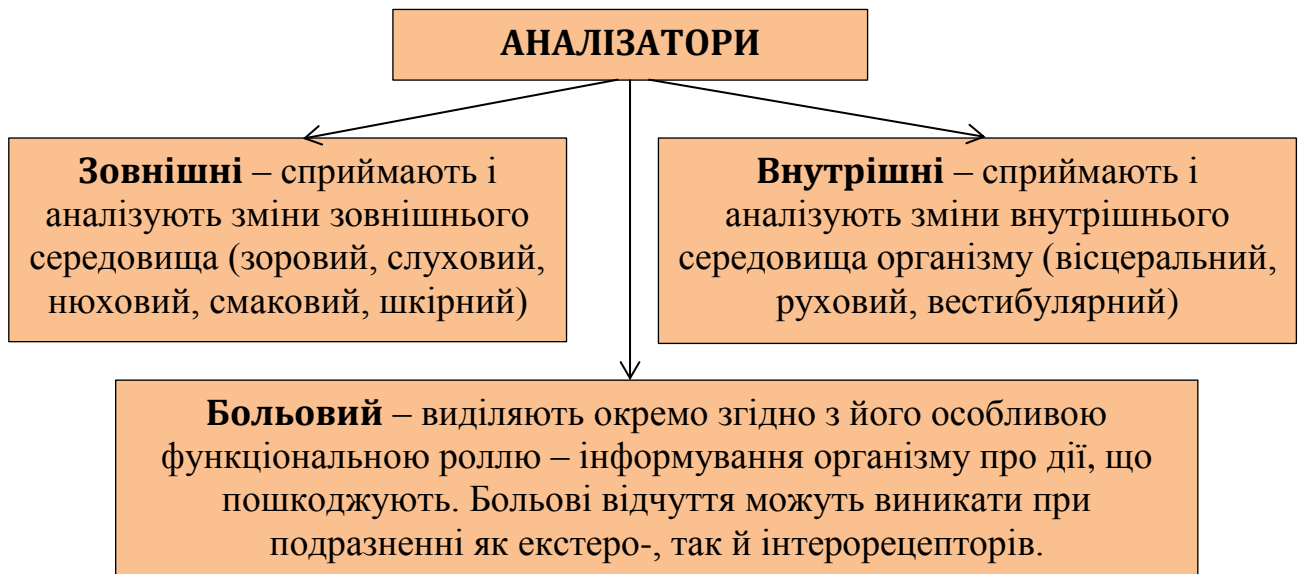 АНАЛІЗАТОРИ
Зовнішні – сприймають і
аналізують зміни зовнішнього
середовища (зоровий, слуховий,
нюховий, смаковий, шкірний)
Внутрішні – сприймають і
аналізують зміни внутрішнього
середовища організму (вісцеральний,
руховий, вестибулярний)
Больовий – виділяють окремо згідно з його особливою
функціональною роллю – інформування організму про дії, що
пошкоджують. Больові відчуття можуть виникати при
подразненні як екстеро-, так й інтерорецепторів.